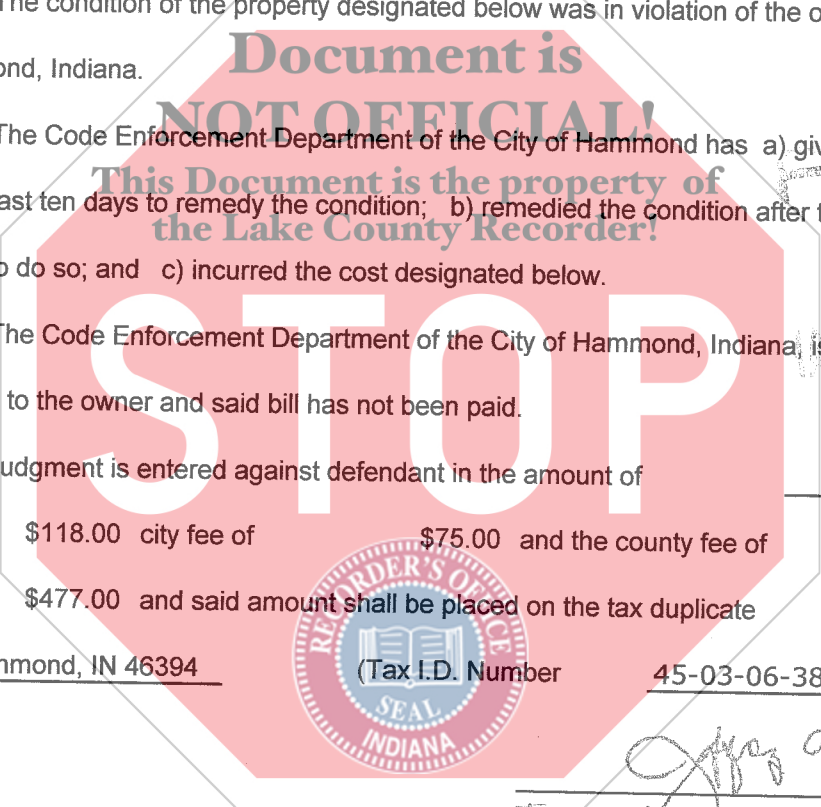 The condition of the property designated below was in violation of the o
Document is
ond, Indiana.
NOT OFFICIAL!
The Code Enforcement Department of the City of Hammond has a) giv
This Document is the property of
ast ten days to remedy the condition; b) remedied the condition after f
the Lake County Recorder!
o do so; and c) incurred the cost designated below.
STOP
The Code Enforcement Department of the City of Hammond, Indiana, is
to the owner and said bill has not been paid.
udgment is entered against defendant in the amount of
$118.00 city fee of $75.00 and the county fee of
$477.00 and said amount shall be placed on the tax duplicate
mmond, IN 46394 (Tax I.D. Number 45-03-06-38
RECORDER'S OFFICE
SEAL
INDIANA